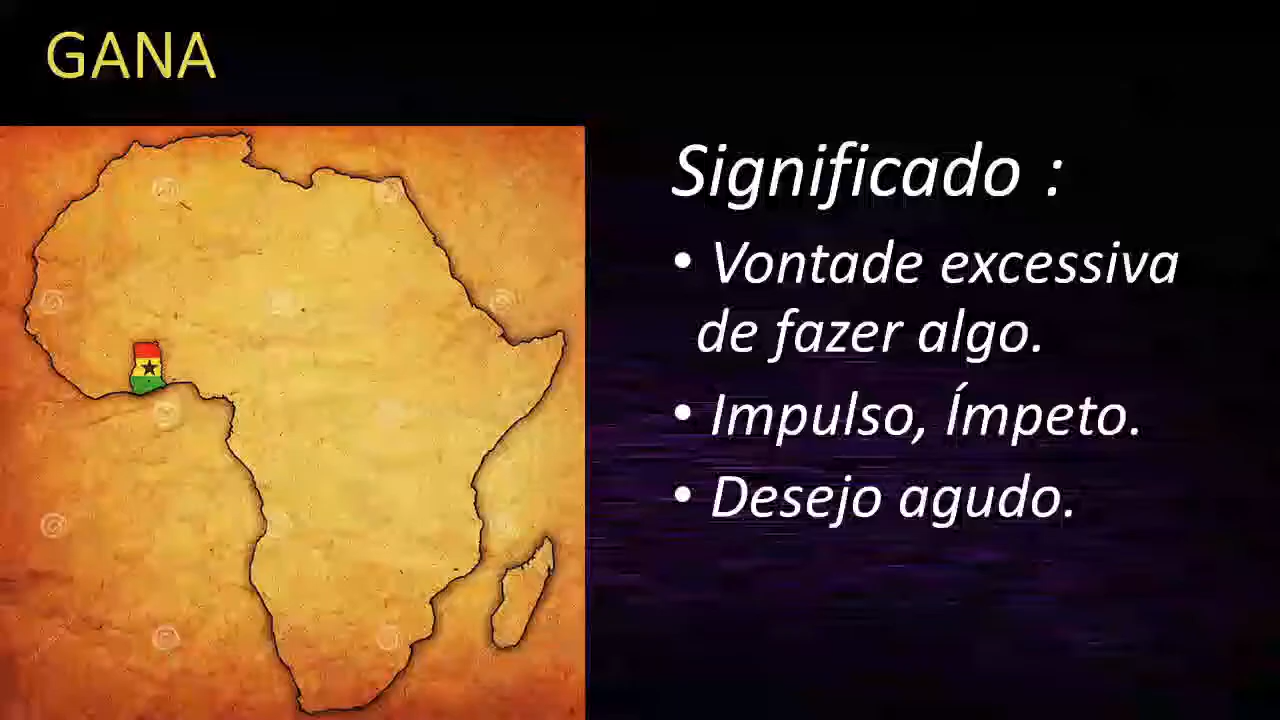 GANA
Significado :
• Vontade excessiva
de fazer algo.
• Impulso, Ímpeto.
• Desejo agudo.